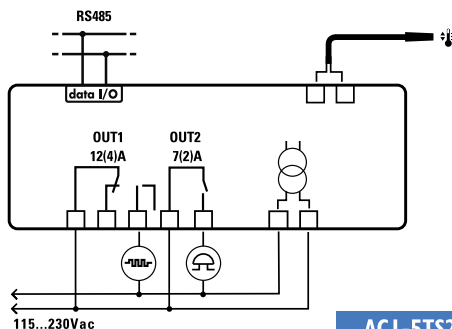 RS485
data I/O
OUT1
12(4)A
OUT2
7(2)A
115...230Vac